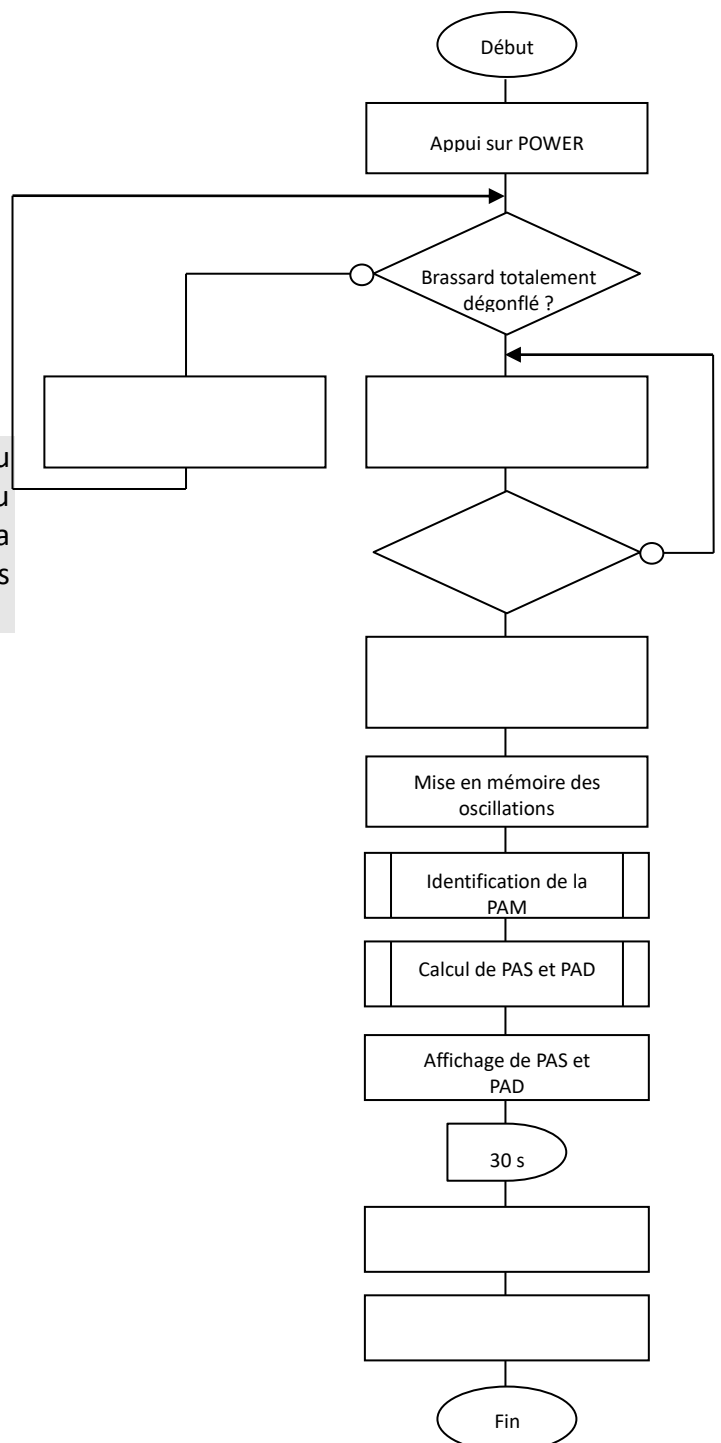 Début
Appui sur POWER
Brassard totalement
dégonflé ?
u
u
a
s
Mise en mémoire des
oscillations
Identification de la
PAM
Calcul de PAS et PAD
Affichage de PAS et
PAD
30 s
Fin